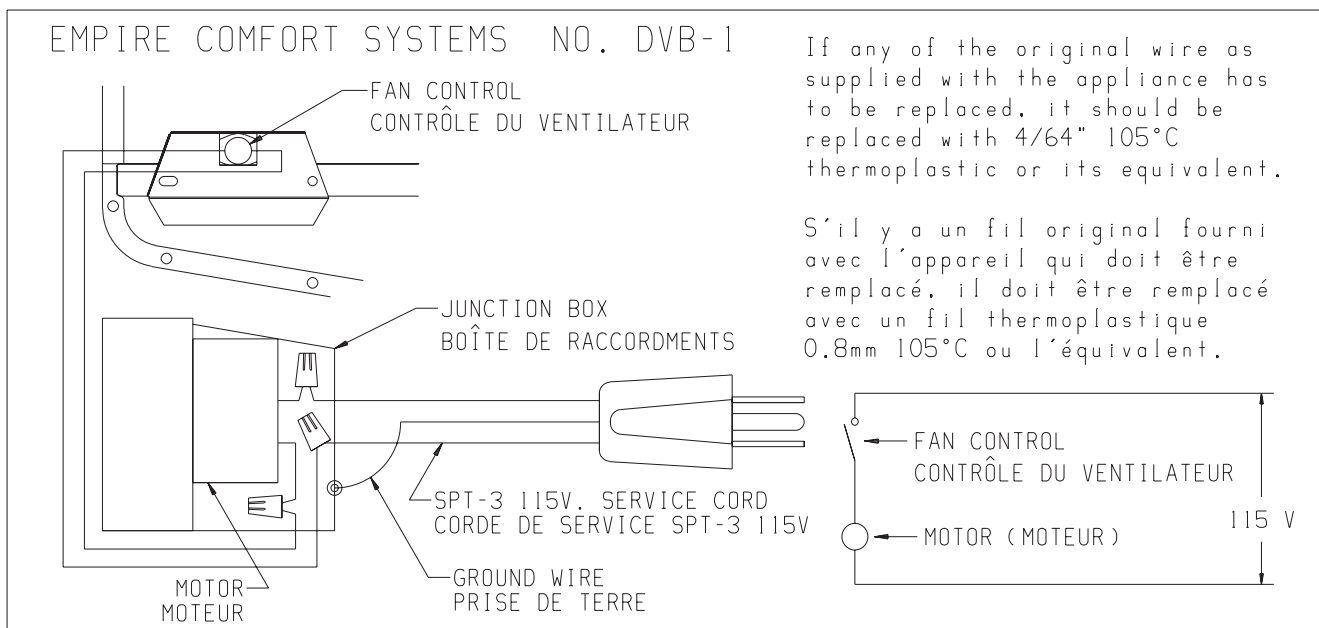 EMPIRE COMFORT SYSTEMS NO. DVB-1
FAN CONTROL
CONTRÔLE DU VENTILATEUR
If any of the original wire as
supplied with the appliance has
to be replaced, it should be
replaced with 4/64" 105°C
thermoplastic or its equivalent.
S'il y a un fil original fourni
avec l'appareil qui doit être
remplacé, il doit être remplacé
avec un fil thermoplastique
0.8mm 105°C ou l'équivalent.
JUNCTION BOX
BOÎTE DE RACCORDMENTS
SPT-3 115V. SERVICE CORD
CORDE DE SERVICE SPT-3 115V
GROUND WIRE
PRISE DE TERRE
MOTOR
MOTEUR
FAN CONTROL
CONTRÔLE DU VENTILATEUR
115 V
MOTOR (MOTEUR)